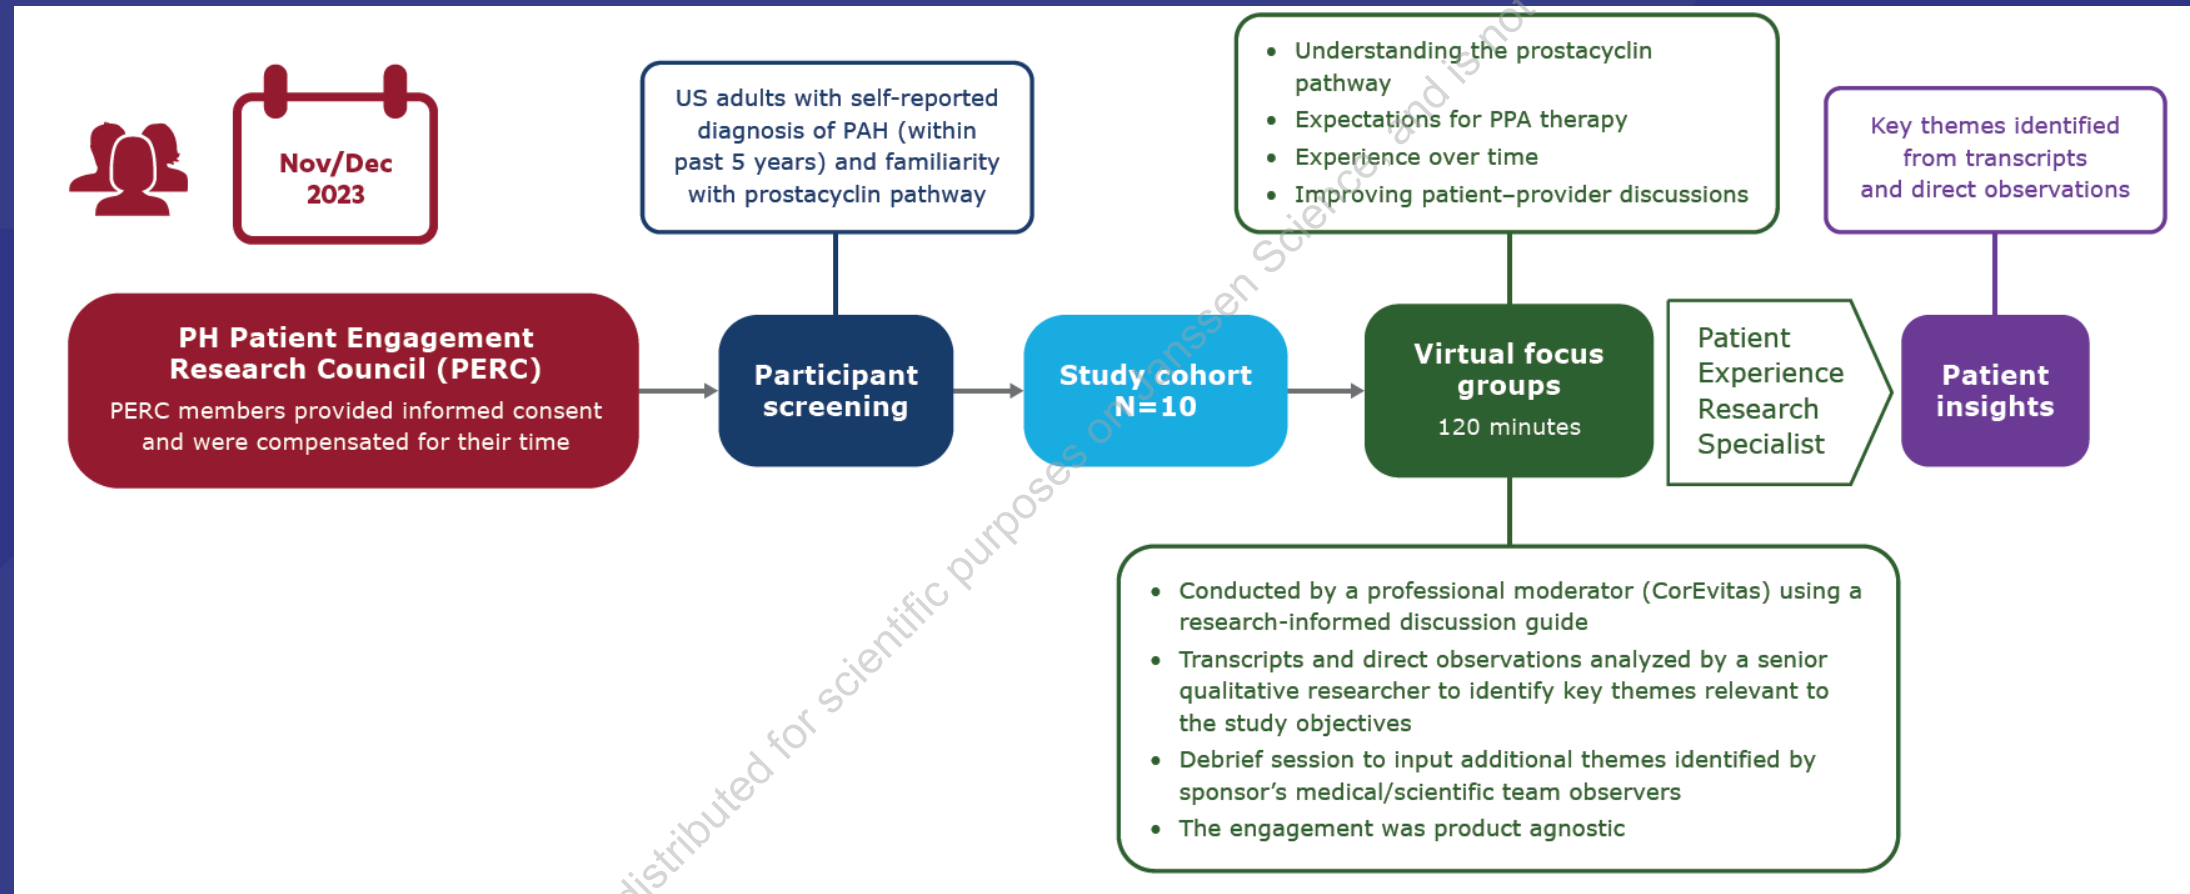 Nov/Dec
2023
US adults with self-reported
diagnosis of PAH (within
past 5 years) and familiarity
with prostacyclin pathway
• Understanding the prostacyclin
pathway
• Expectations for PPA therapy
• Experience over time
• Improving patient–provider discussions
Key themes identified
from transcripts
and direct observations
PH Patient Engagement
Research Council (PERC)
PERC members provided informed consent
and were compensated for their time
Participant
screening
Study cohort
N=10
Virtual focus
groups
120 minutes
Patient
Experience
Research
Specialist
Patient
insights
• Conducted by a professional moderator (CorEvitas) using a
research-informed discussion guide
• Transcripts and direct observations analyzed by a senior
qualitative researcher to identify key themes relevant to
the study objectives
• Debrief session to input additional themes identified by
sponsor’s medical/scientific team observers
• The engagement was product agnostic
distributed for scientific purposes on Janssen Science, and is not